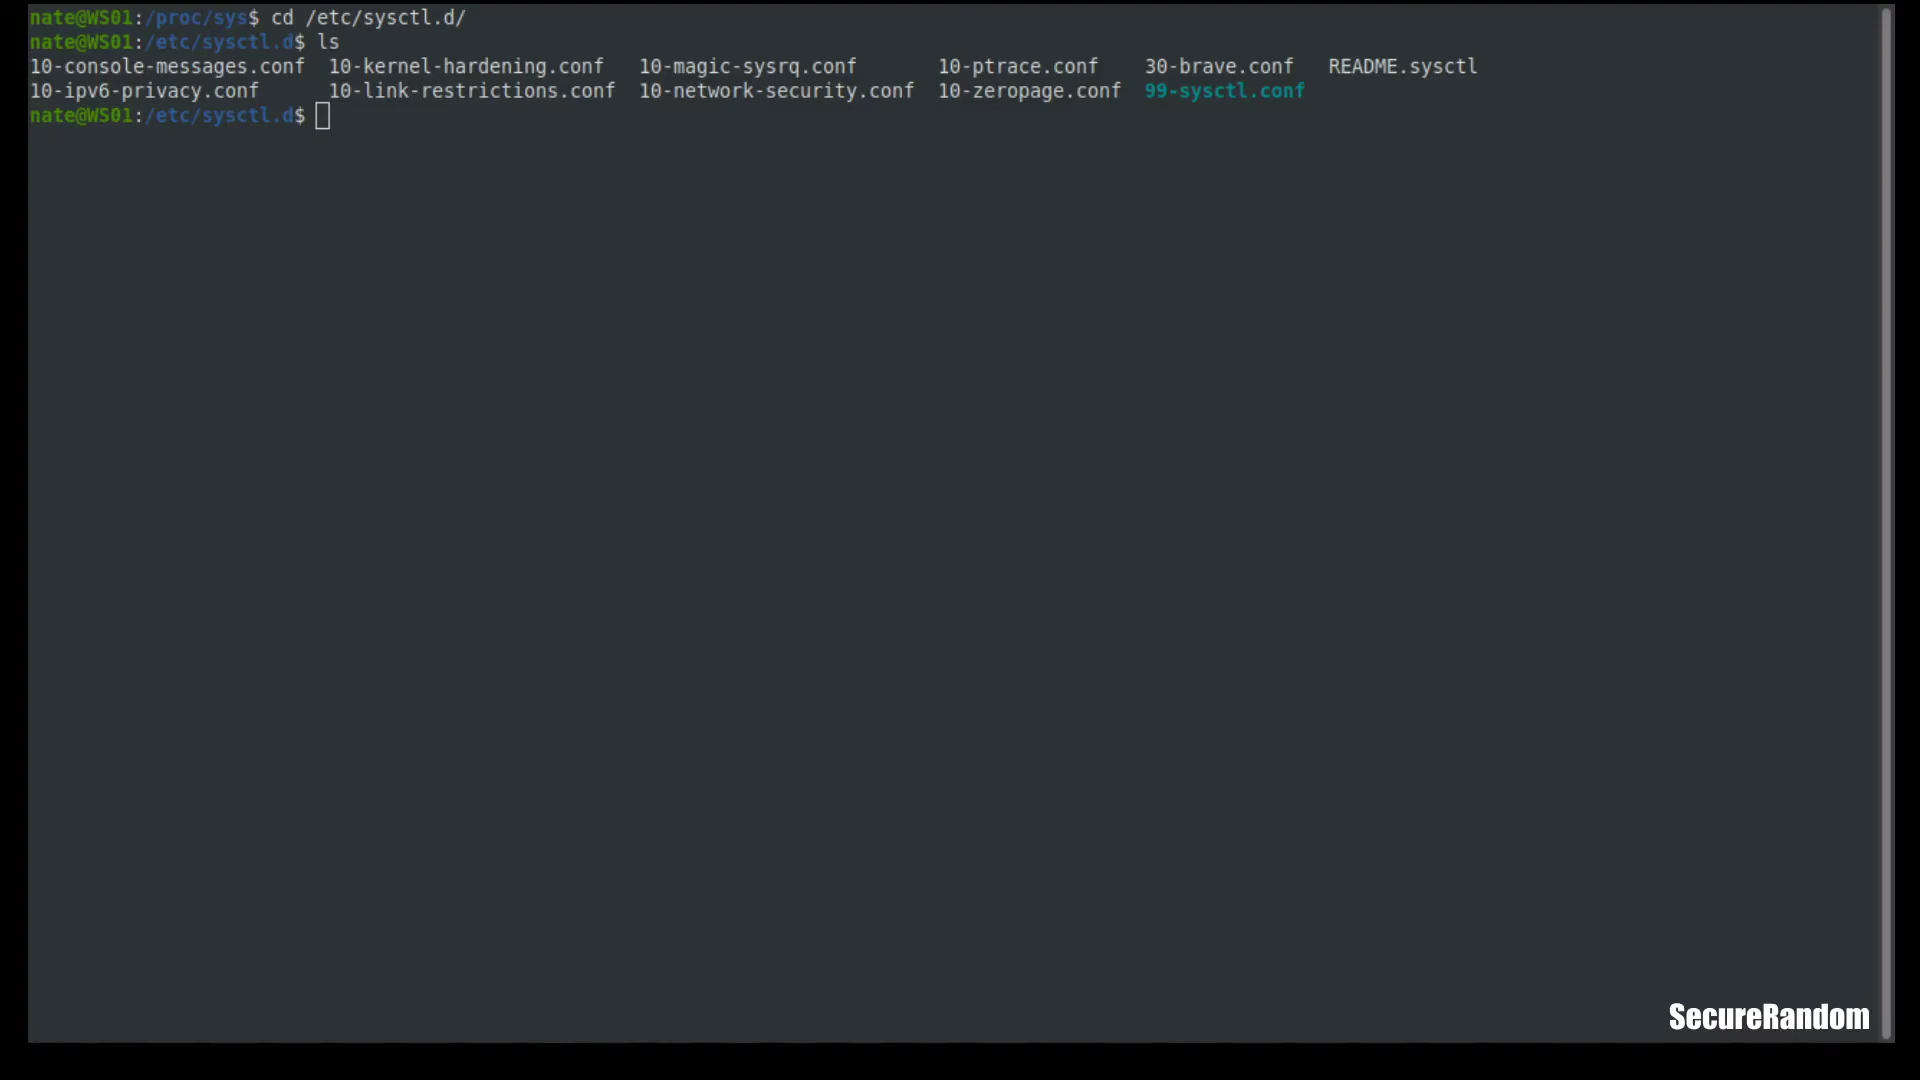 nate@WS01:/proc/sys$ cd /etc/sysctl.d/
nate@WS01:/etc/sysctl.d$ ls
10-console-messages.conf  10-kernel-hardening.conf   10-magic-sysrq.conf       10-ptrace.conf    30-brave.conf   README.sysctl
10-ipv6-privacy.conf      10-link-restrictions.conf  10-network-security.conf  10-zeropage.conf  99-sysctl.conf
nate@WS01:/etc/sysctl.d$
SecureRandom